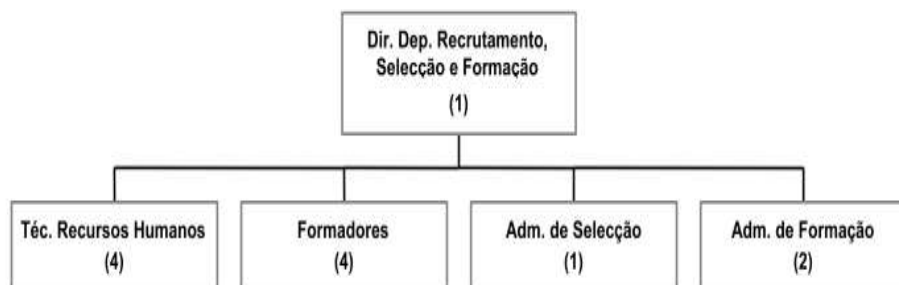 Dir. Dep. Recrutamento,
Selecção e Formação
(1)
Téc. Recursos Humanos
(4)
Formadores
(4)
Adm. de Selecção
(1)
Adm. de Formação
(2)